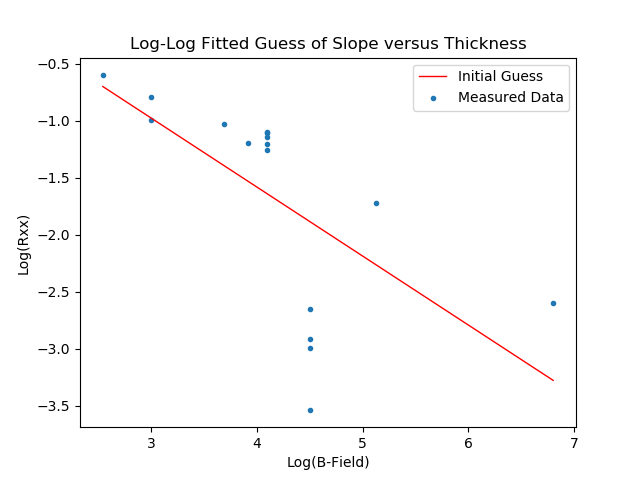 Log-Log Fitted Guess of Slope versus Thickness
Initial Guess
Measured Data
−0.5
−1.0
−1.5
−2.0
−2.5
−3.0
−3.5
Log(Rxx)
3 4 5 6 7
Log(B-Field)